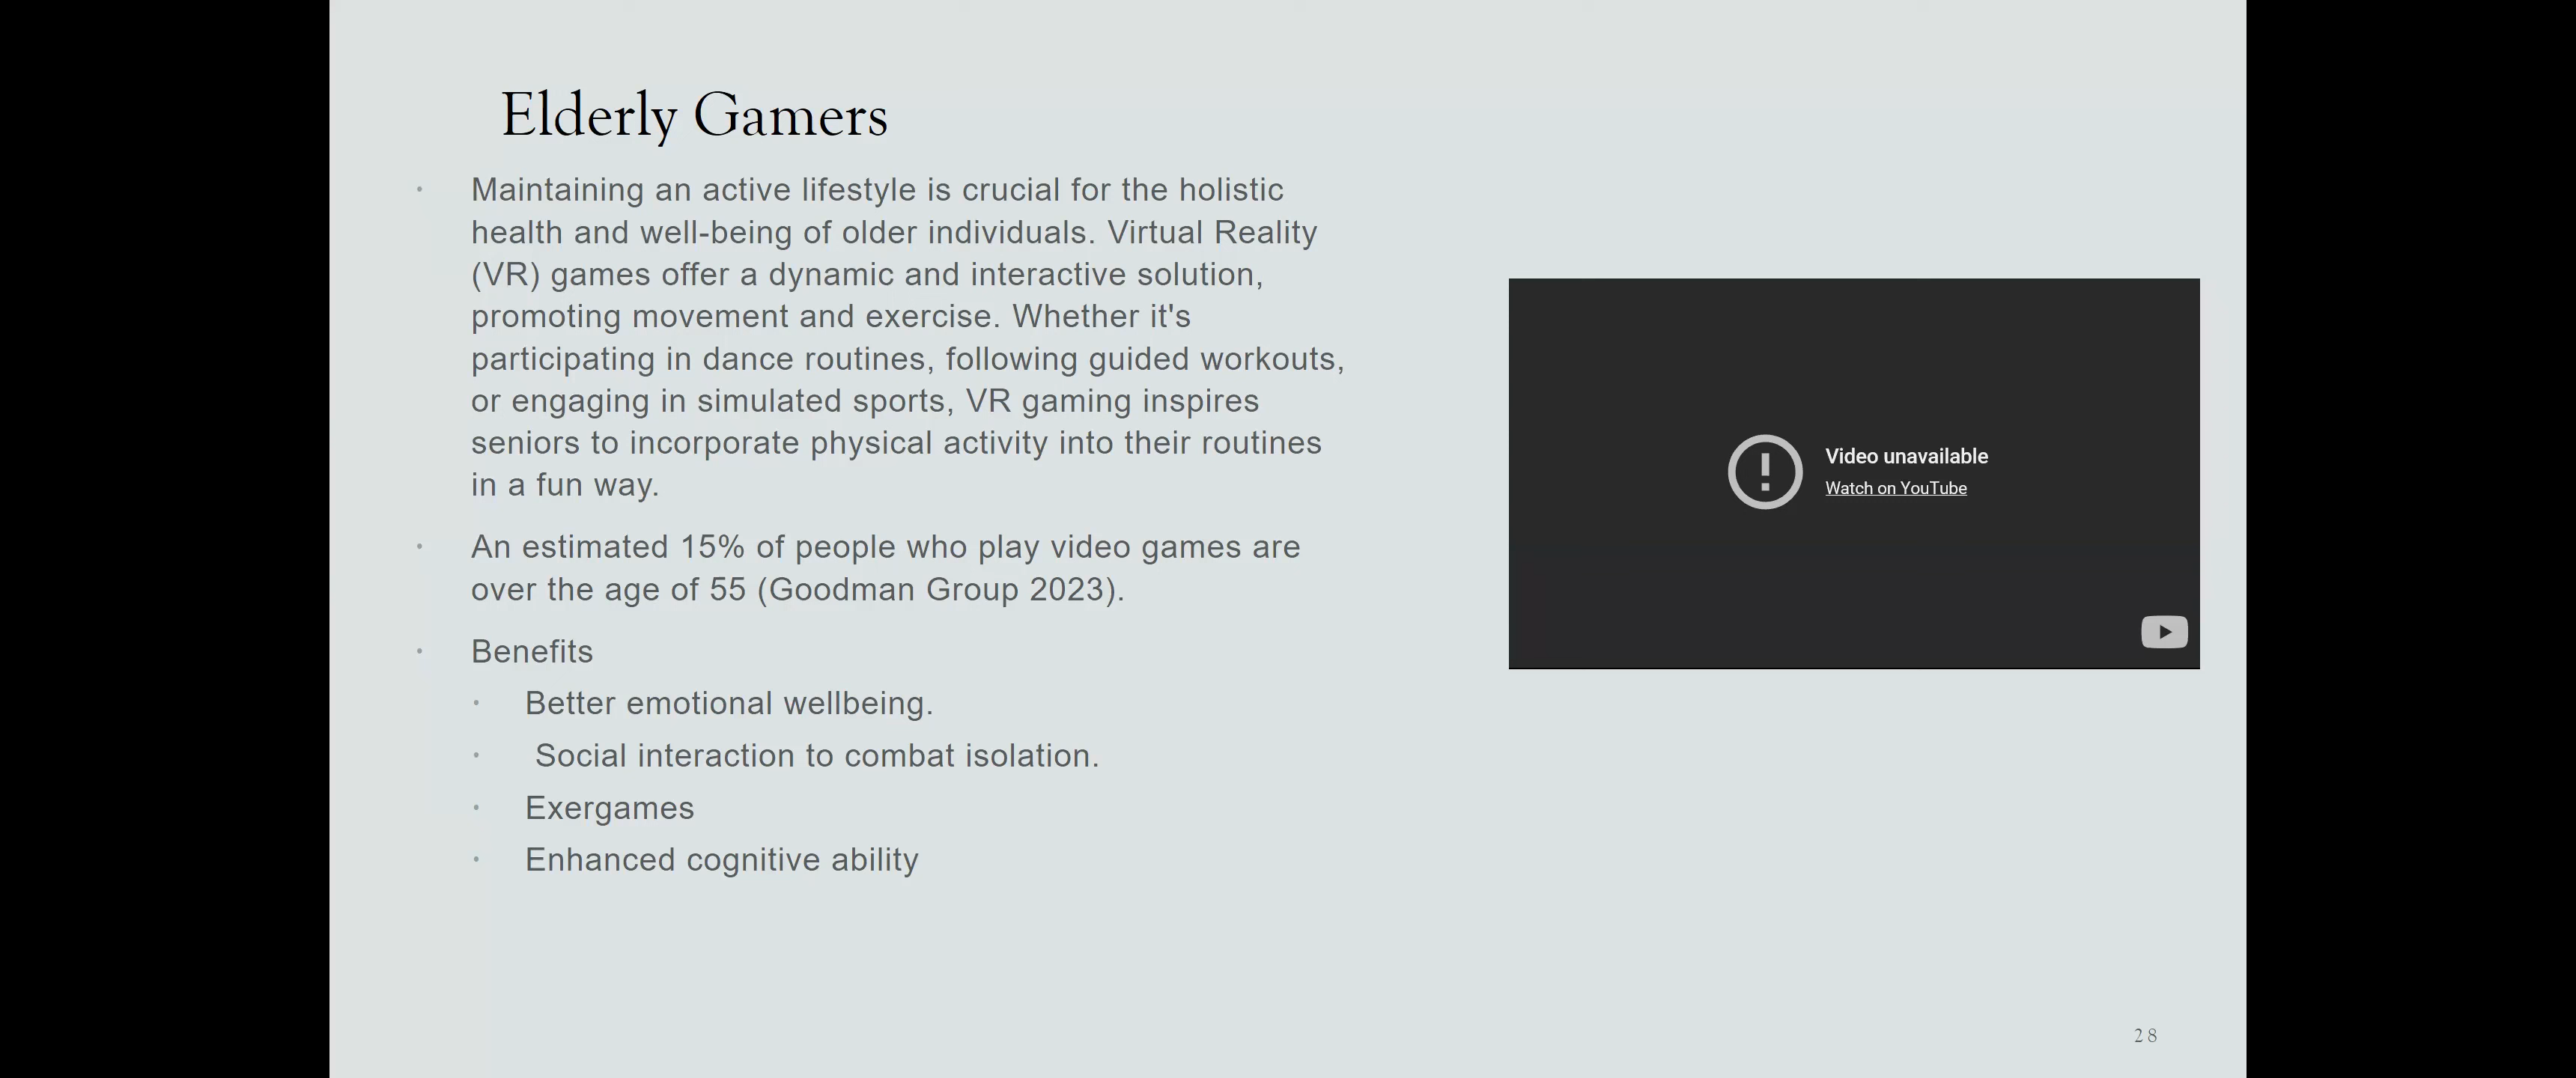 Elderly Gamers
Maintaining an active lifestyle is crucial for the holistic
health and well-being of older individuals. Virtual Reality
(VR) games offer a dynamic and interactive solution,
promoting movement and exercise. Whether it's
participating in dance routines, following guided workouts,
or engaging in simulated sports, VR gaming inspires
seniors to incorporate physical activity into their routines
in a fun way.
An estimated 15% of people who play video games are
over the age of 55 (Goodman Group 2023).
Benefits
Better emotional wellbeing.
Social interaction to combat isolation.
Exergames
Enhanced cognitive ability
Video unavailable
Watch on YouTube
28